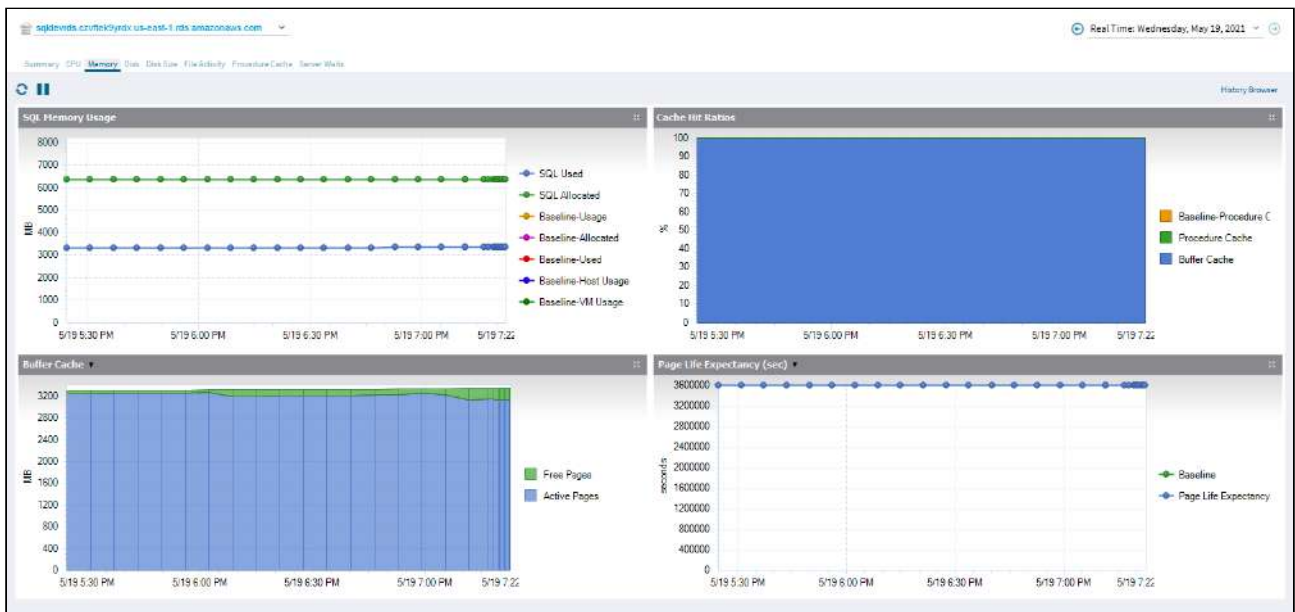 sqldevrds.czvftek9yrdx.us-east-1.rds.amazonaws.com
Real Time: Wednesday, May 19, 2021
Summary CPU Memory Disk Disk Size File Activity Procedure Cache Server Waits
History Browser
SQL Memory Usage
8000
7000
6000
5000
4000
3000
2000
1000
0
MB
5/19 5:30 PM 5/19 6:00 PM 5/19 6:30 PM 5/19 7:00 PM 5/19 7:22
SQL Used
SQL Allocated
Baseline-Usage
Baseline-Allocated
Baseline-Used
Baseline-Host Usage
Baseline-VM Usage
Cache Hit Ratios
100
90
80
70
60
50
40
30
20
10
0
%
5/19 5:30 PM 5/19 6:00 PM 5/19 6:30 PM 5/19 7:00 PM 5/19 7:22
Baseline-Procedure C
Procedure Cache
Buffer Cache
Buffer Cache
3200
2800
2400
2000
1600
1200
800
400
0
MB
5/19 5:30 PM 5/19 6:00 PM 5/19 6:30 PM 5/19 7:00 PM 5/19 7:22
Free Pages
Active Pages
Page Life Expectancy (sec)
3600000
3200000
2800000
2400000
2000000
1600000
1200000
800000
400000
0
seconds
5/19 5:30 PM 5/19 6:00 PM 5/19 6:30 PM 5/19 7:00 PM 5/19 7:22
Baseline
Page Life Expectancy